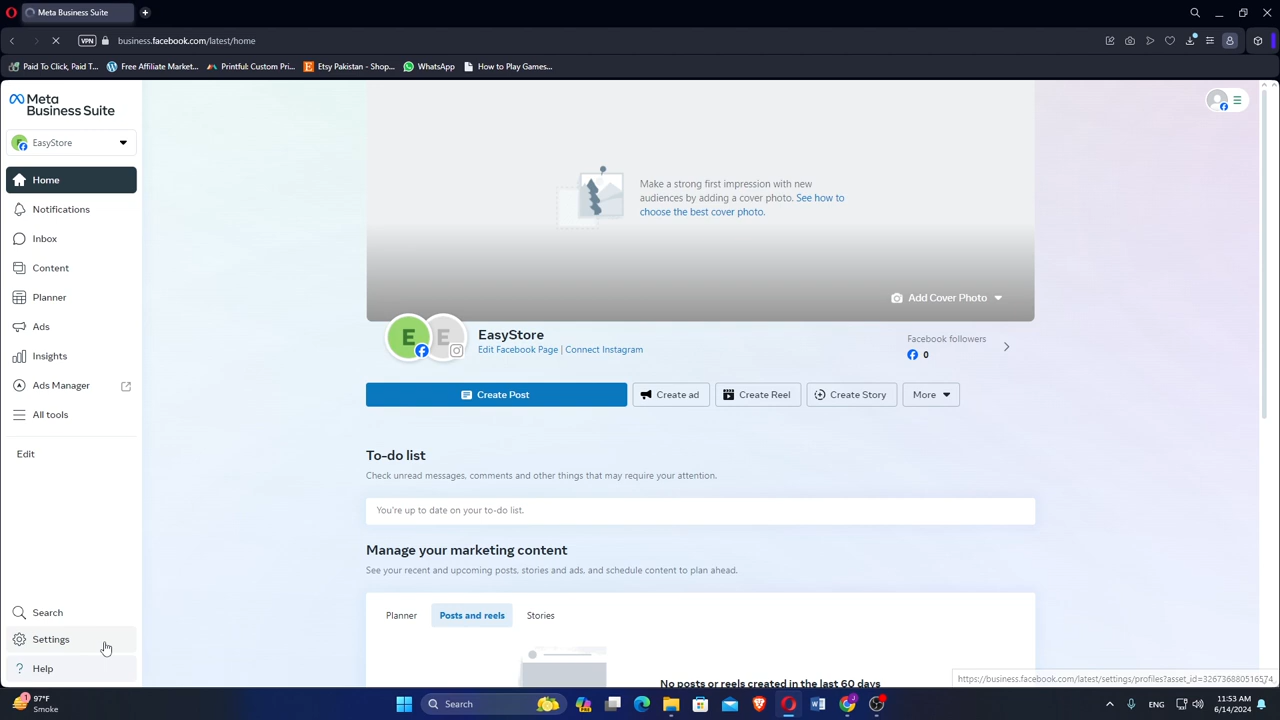 Meta Business Suite
business.facebook.com/latest/home
VPN
Paid To Click, Paid T... Free Affiliate Market... Printful: Custom Pri... Etsy Pakistan - Shop... WhatsApp How to Play Games...
Meta
Business Suite
EasyStore
Home
Notifications
Inbox
Content
Planner
Ads
Insights
Ads Manager
All tools
Edit
Search
Settings
Help
Make a strong first impression with new
audiences by adding a cover photo. See how to
choose the best cover photo.
Add Cover Photo
E E
EasyStore
Edit Facebook Page | Connect Instagram
Facebook followers
0
Create Post
Create ad
Create Reel
Create Story
More
To-do list
Check unread messages, comments and other things that may require your attention.
You're up to date on your to-do list.
Manage your marketing content
See your recent and upcoming posts, stories and ads, and schedule content to plan ahead.
Planner Posts and reels Stories
No posts or reels created in the last 60 days
https://business.facebook.com/latest/settings/profiles?asset_id=326736880516574
1 97°F
Smoke
Search
ENG
11:53 AM
6/14/2024